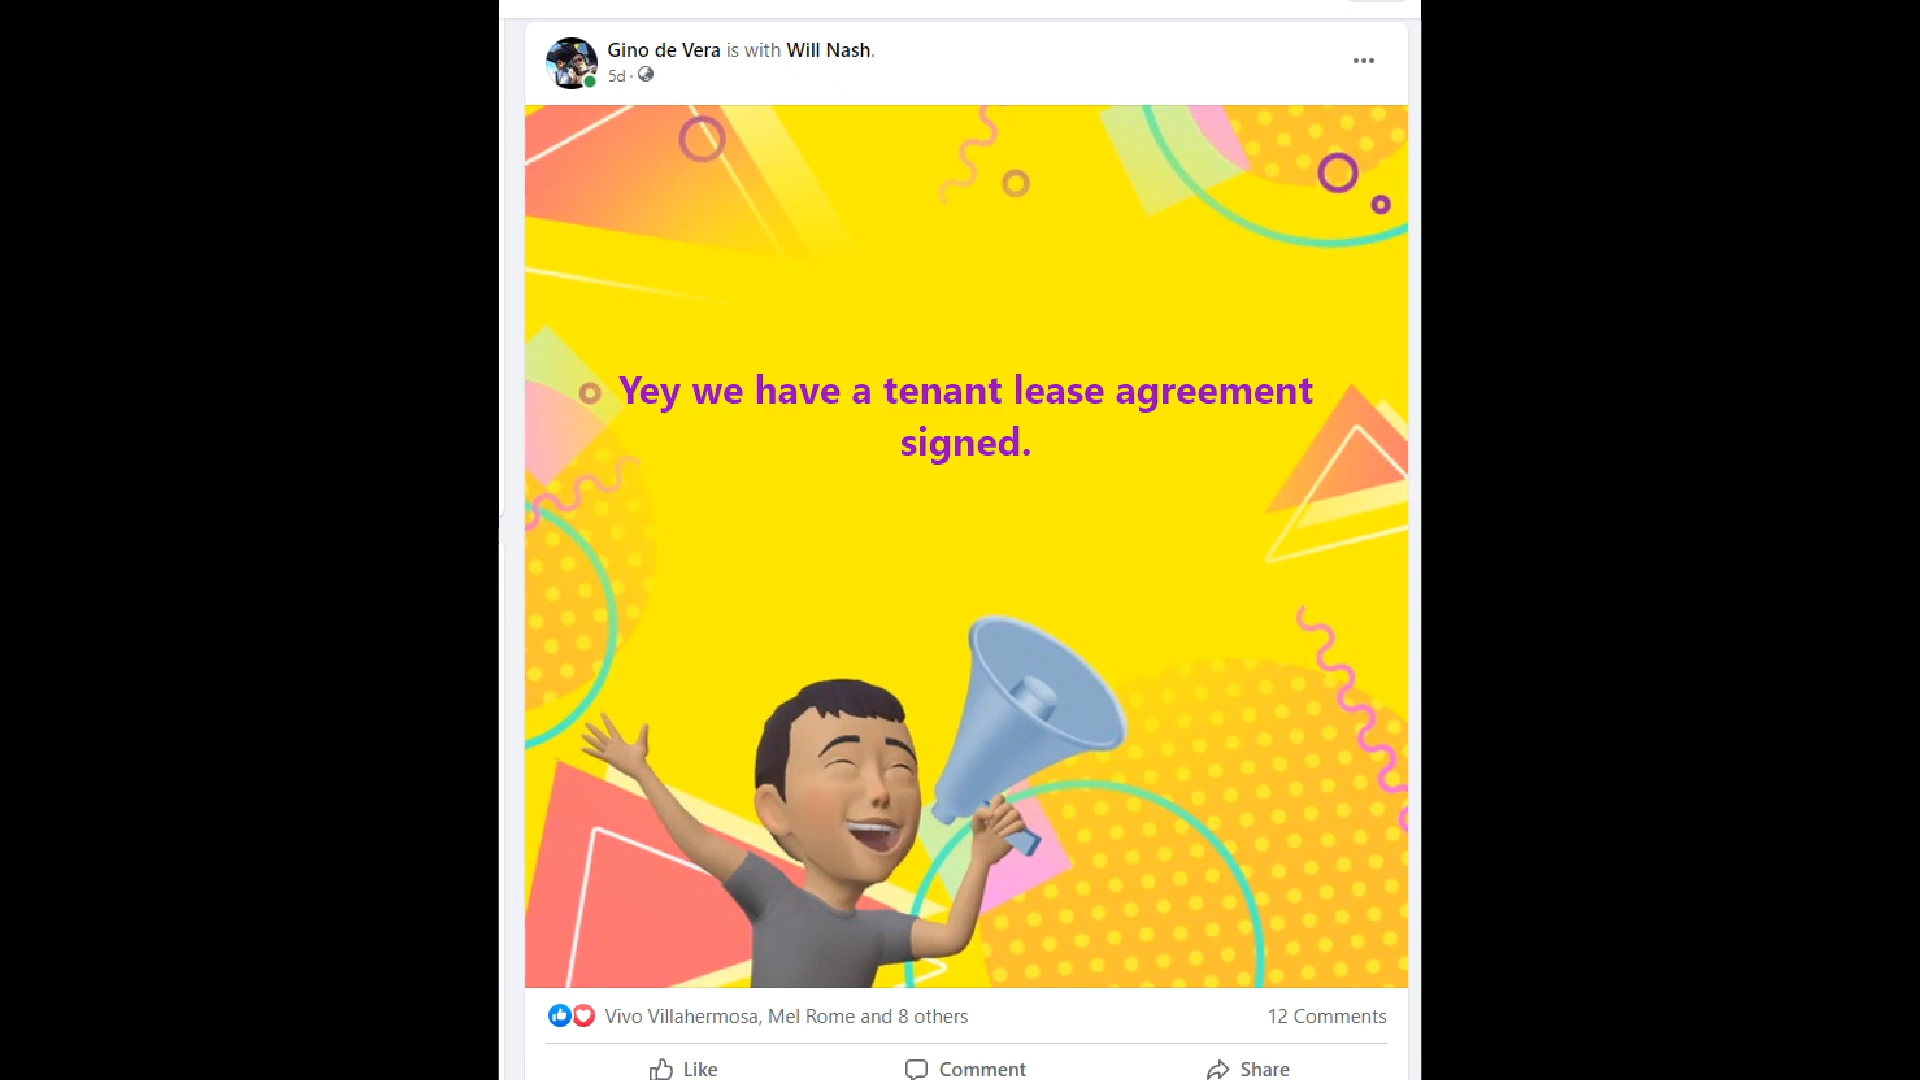 Gino de Vera is with Will Nash.
5d ·
Yey we have a tenant lease agreement
signed.
Vivo Villahermosa, Mel Rome and 8 others
12 Comments
Like
Comment
Share